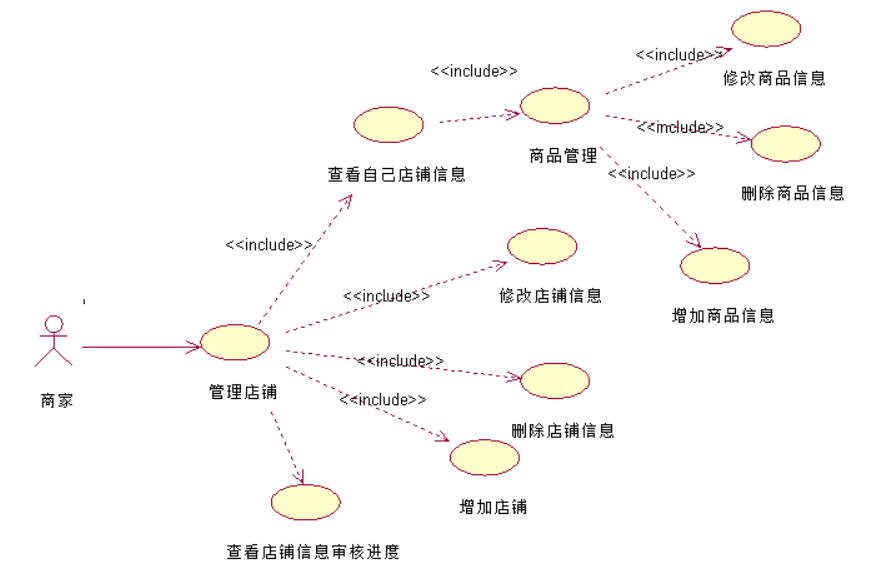 <<include>>
修改商品信息
<<include>>
商品管理
<<include>>
删除商品信息
查看自己店铺信息
<<include>>
<<include>>
<<include>>
修改店铺信息
增加商品信息
商家
管理店铺
<<include>>
删除店铺信息
<<include>>
增加店铺
查看店铺信息审核进度